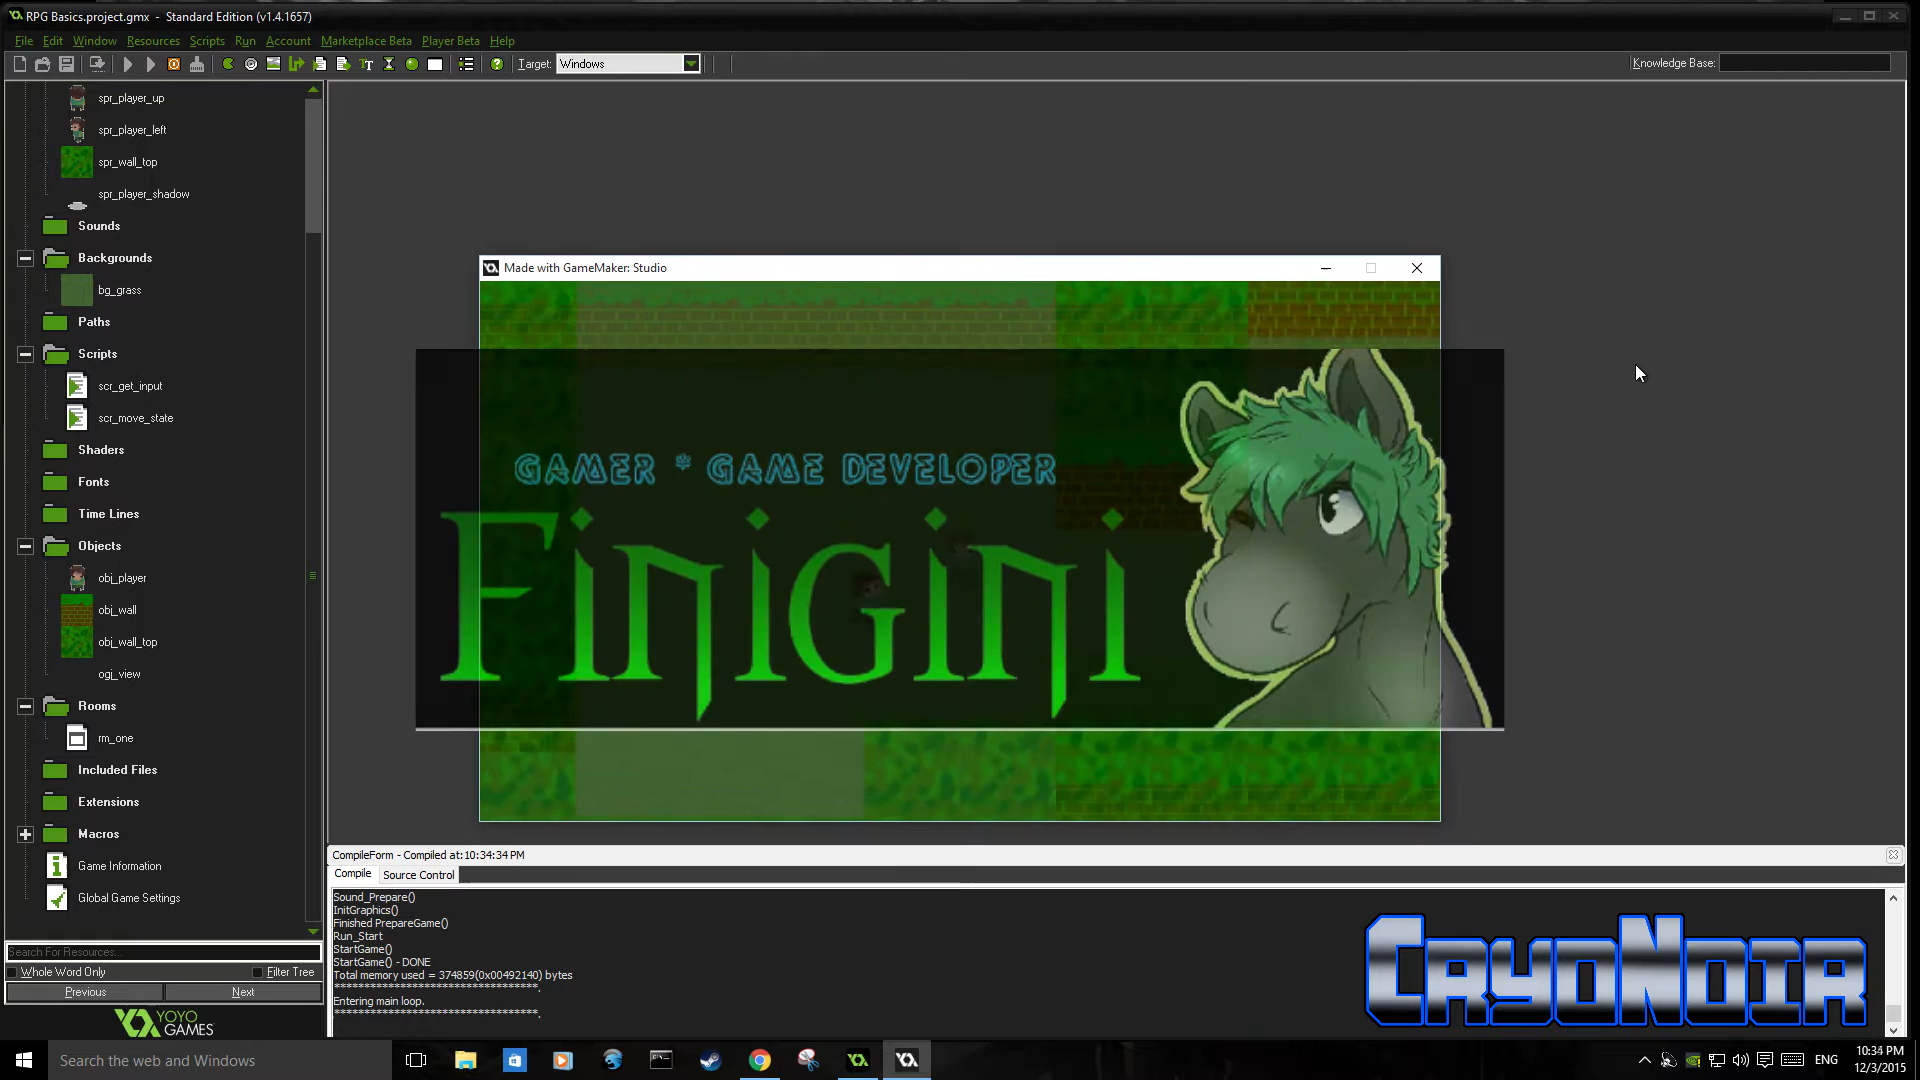 RPG Basics.project.gmx - Standard Edition (v1.4.1657)
File Edit Window Resources Scripts Run Account Marketplace Beta Player Beta Help
Target: Windows
Knowledge Base:
spr_player_up
spr_player_left
spr_wall_top
spr_player_shadow
Sounds
Backgrounds
bg_grass
Paths
Scripts
scr_get_input
scr_move_state
Shaders
Fonts
Time Lines
Objects
obj_player
obj_wall
obj_wall_top
ogj_view
Rooms
rm_one
Included Files
Extensions
Macros
Game Information
Global Game Settings
Search For Resources...
Whole Word Only Filter Tree
Previous Next
YOYO
GAMES
Made with GameMaker: Studio
GAMER * GAME DEVELOPER
Finigini
CompileForm - Compiled at:10:34:34 PM
Compile Source Control
Sound_Prepare()
InitGraphics()
Finished PrepareGame()
Run_Start
StartGame()
StartGame() - DONE
Total memory used = 374859(0x00492140) bytes
**********************************.
Entering main loop.
**********************************.
CryoNoir
Search the web and Windows
ENG
10:34 PM
12/3/2015